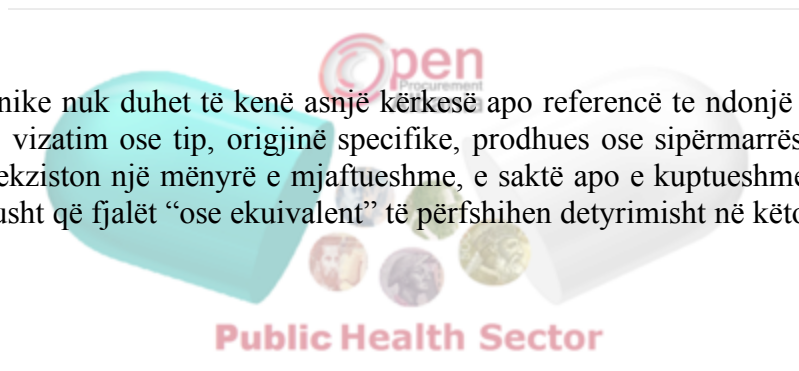 Open
Procurement
nike nuk duhet të kenë asnjë kërkesë apo referencë te ndonjë
vizatim ose tip, origjinë specifike, prodhues ose sipërmarrës
ekziston një mënyrë e mjaftueshme, e saktë apo e kuptueshme
usht që fjalët “ose ekuivalent” të përfshihen detyrimisht në këto
Public Health Sector